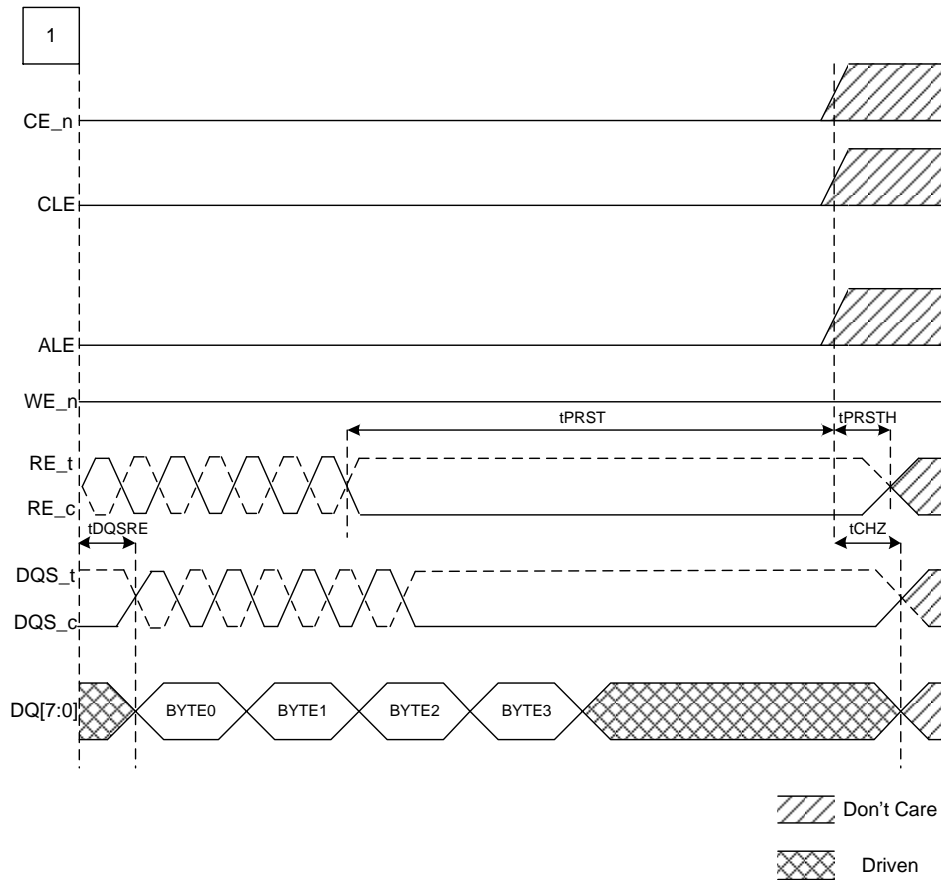 1
CE_n
CLE
ALE
WE_n
tPRST
tPRSTH
RE_t
RE_c
tDQSRE
tCHZ
DQS_t
DQS_c
DQ[7:0]
BYTE0
BYTE1
BYTE2
BYTE3
Don't Care
Driven